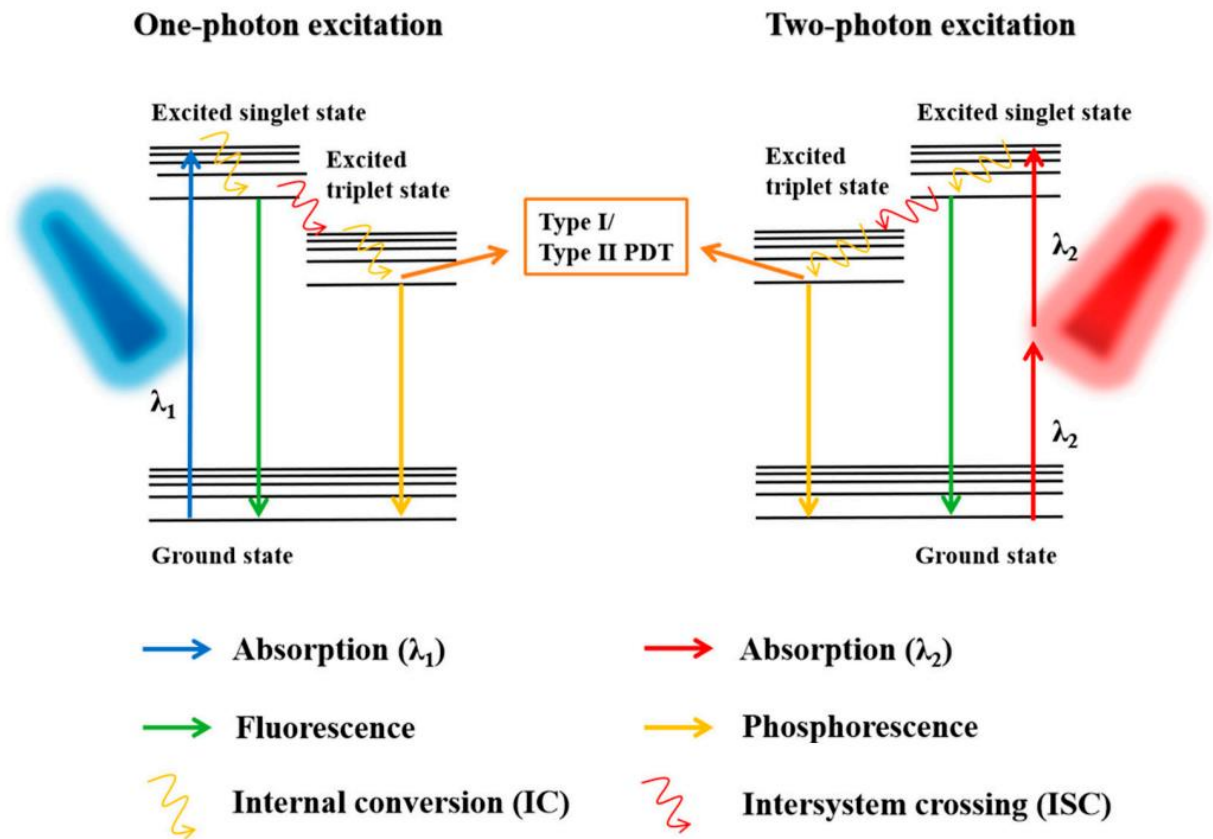 One-photon excitation
Two-photon excitation
Excited singlet state
Excited
triplet state
λ₁
Ground state
Type I/
Type II PDT
Excited singlet state
Excited
triplet state
λ₂
λ₂
Ground state
Absorption (λ₁)
Absorption (λ₂)
Fluorescence
Phosphorescence
Internal conversion (IC)
Intersystem crossing (ISC)